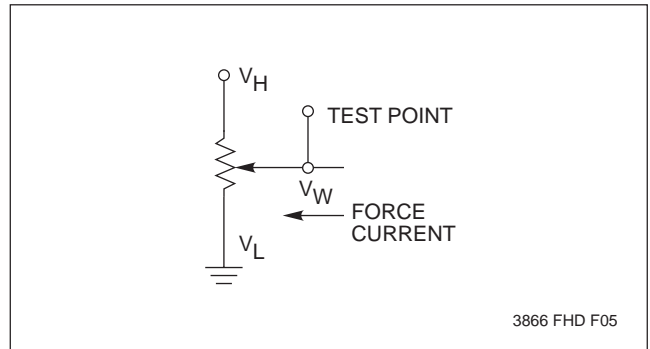 VH
TEST POINT
VW
FORCE
CURRENT
VL
3866 FHD F05